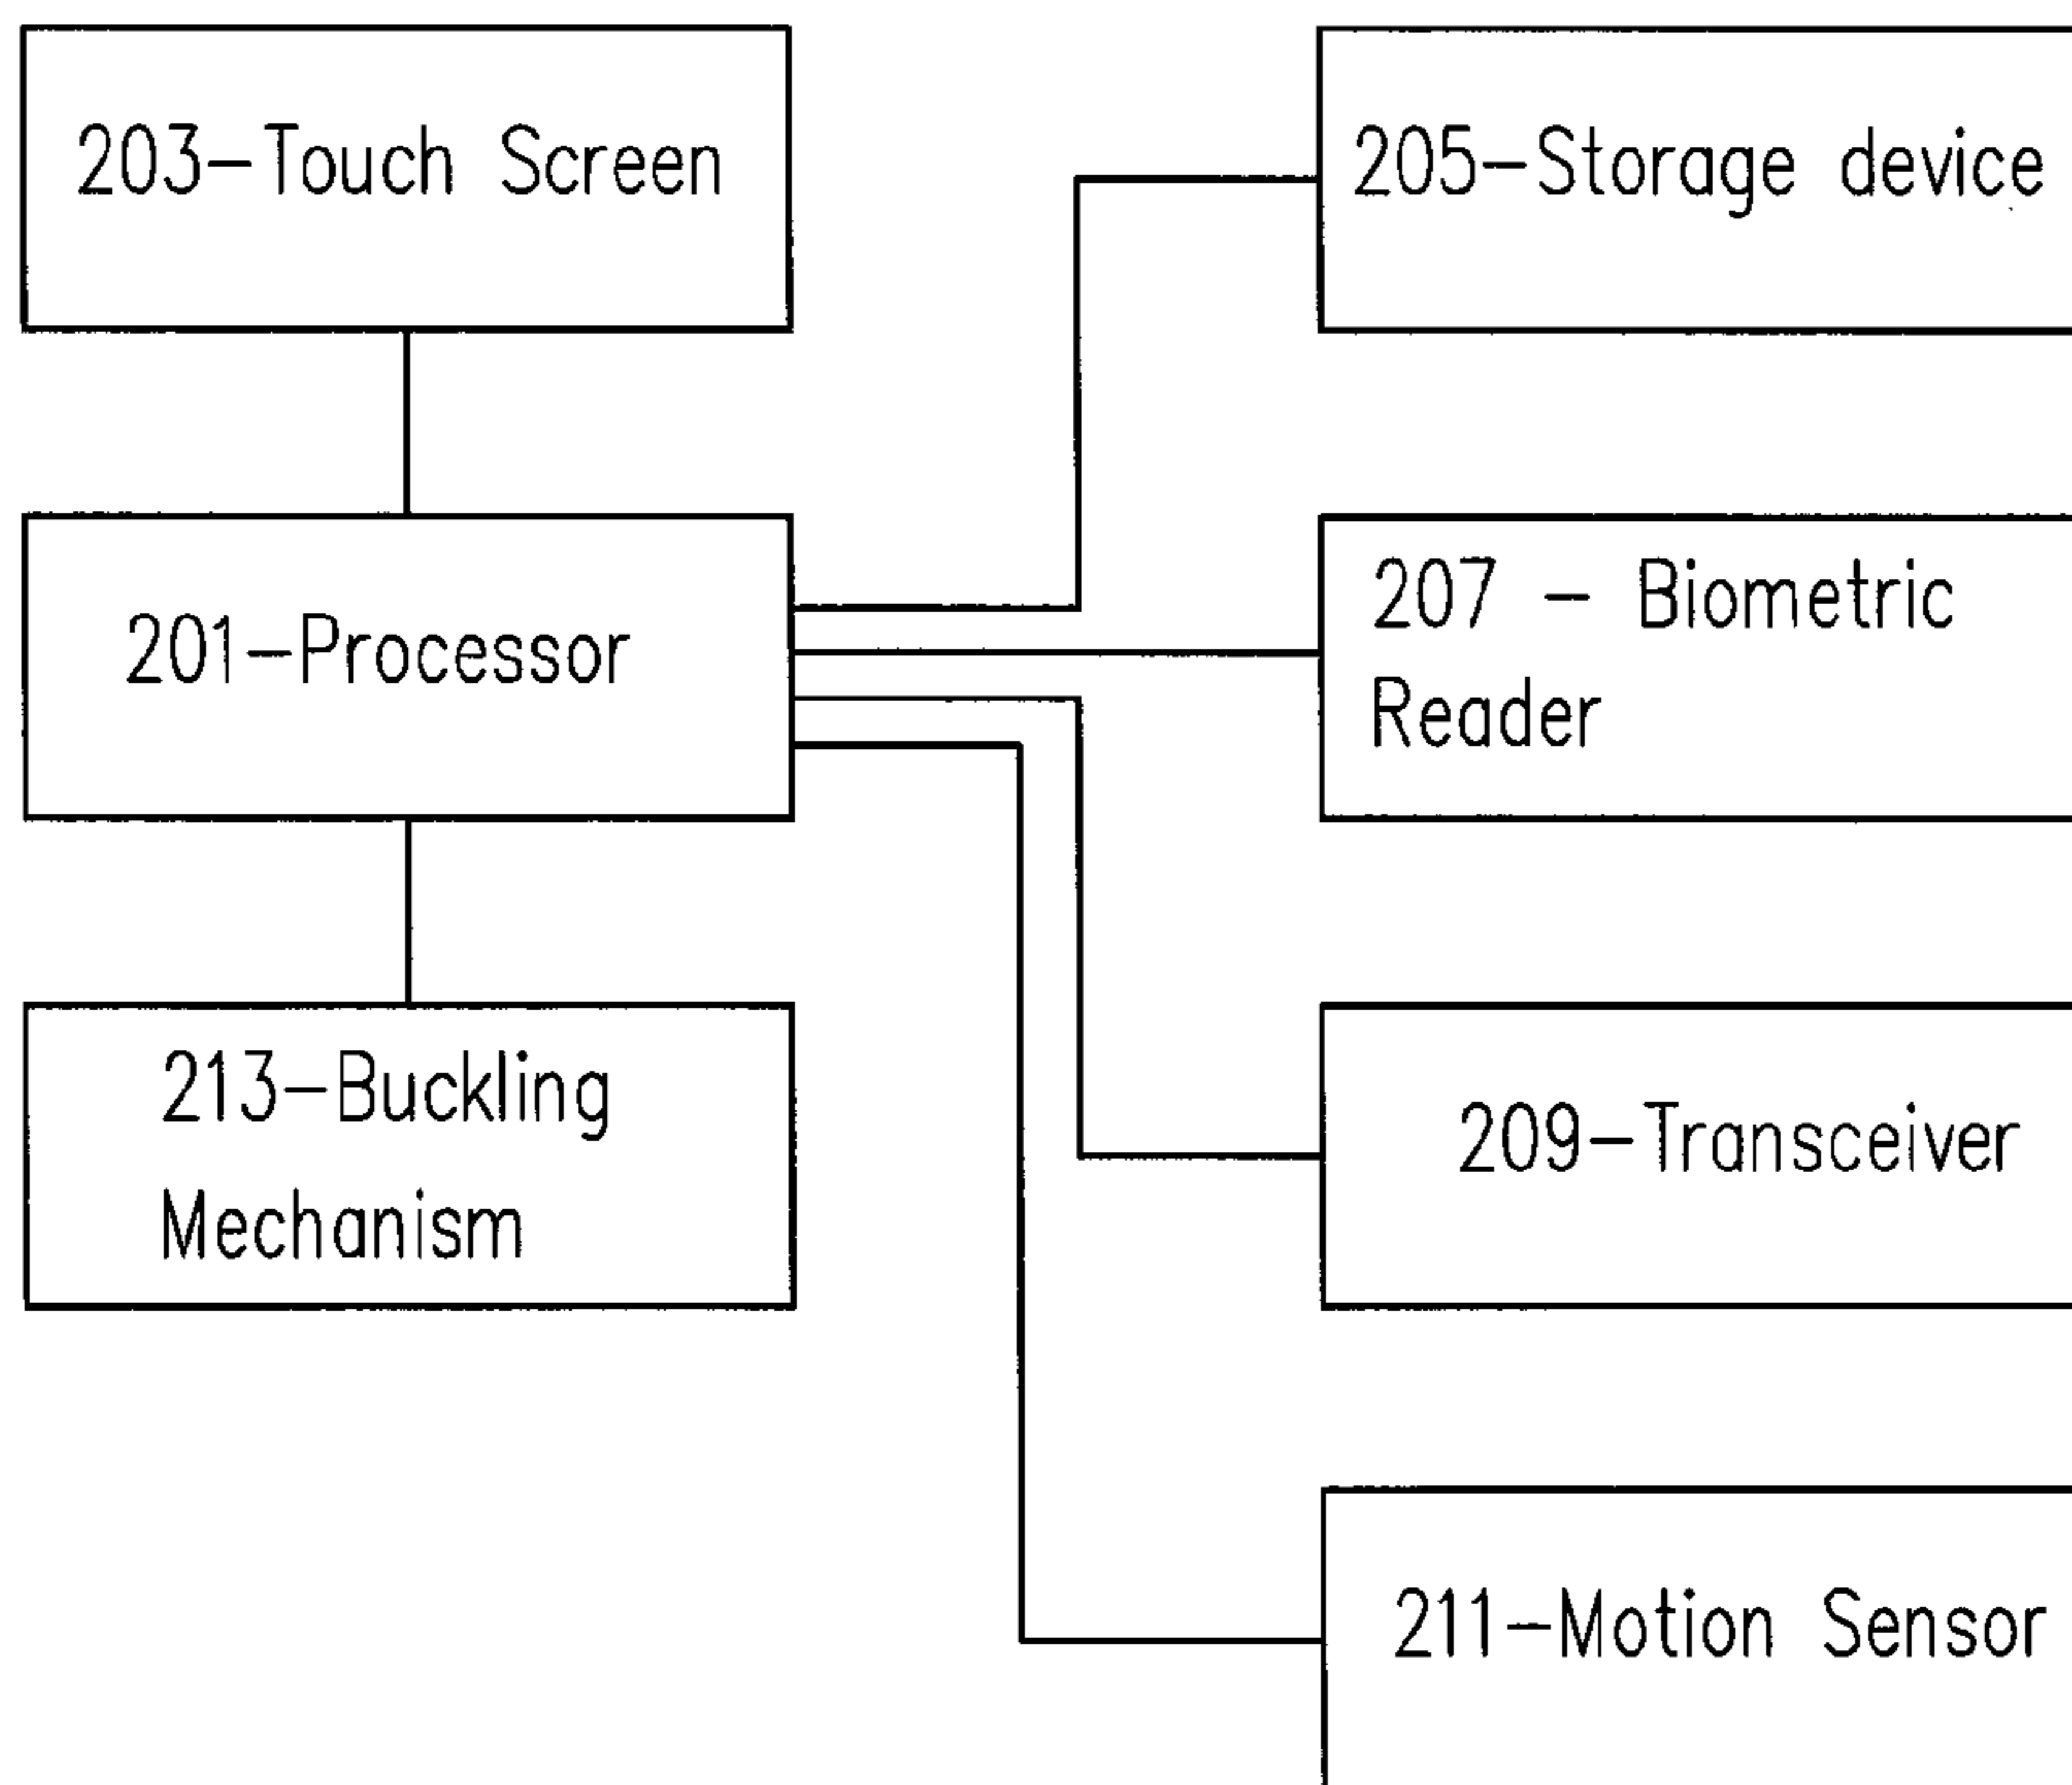 203-Touch Screen
205-Storage device
201-Processor
207 - Biometric
Reader
213-Buckling
Mechanism
209-Transceiver
211-Motion Sensor